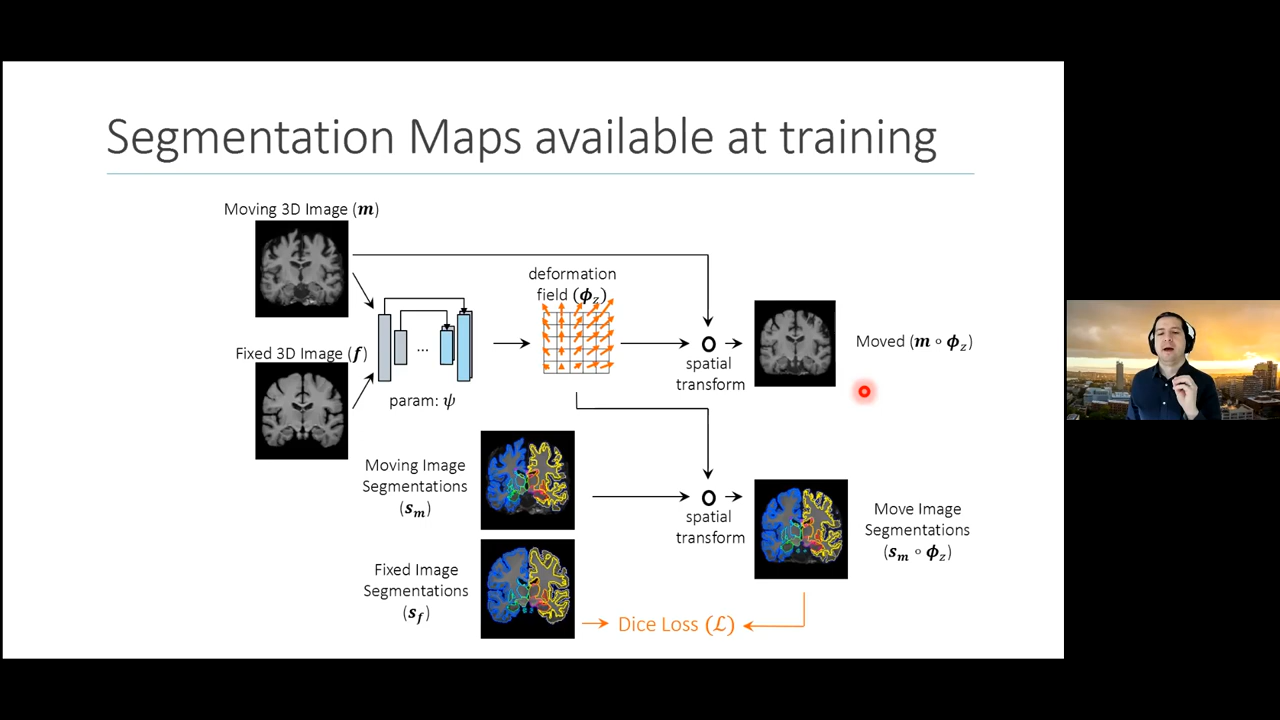 Segmentation Maps available at training
Moving 3D Image (m)
deformation
field (ϕz)
Fixed 3D Image (f)
...
param: ψ
spatial
transform
Moved (m ∘ ϕz)
Moving Image
Segmentations
(sm)
spatial
transform
Move Image
Segmentations
(sm ∘ ϕz)
Fixed Image
Segmentations
(sf)
Dice Loss (ℒ)